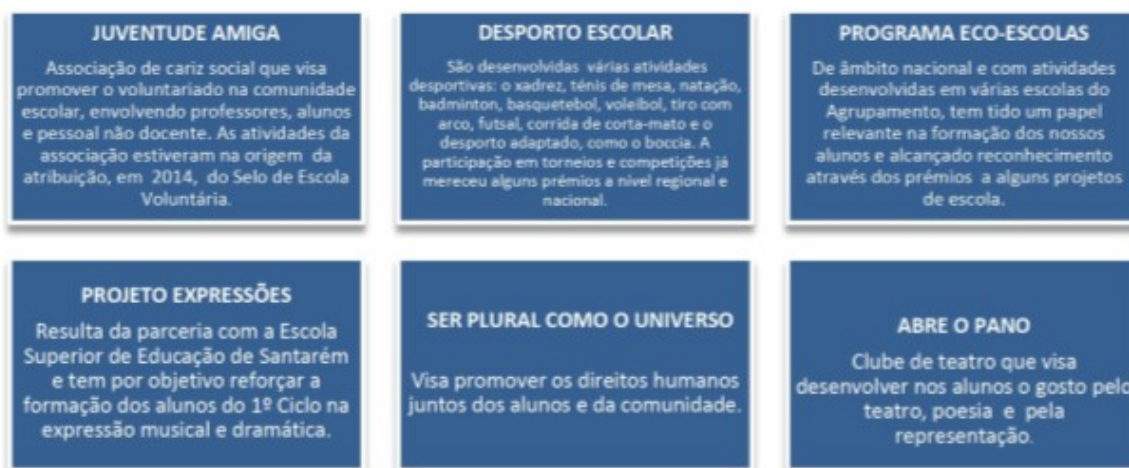 JUVENTUDE AMIGA
Associação de cariz social que visa
promover o voluntariado na comunidade
escolar, envolvendo professores, alunos
e pessoal não docente. As atividades da
associação estiveram na origem da
atribuição, em 2014, do Selo de Escola
Voluntária.
DESPORTO ESCOLAR
São desenvolvidas várias atividades
desportivas: o xadrez, ténis de mesa, natação,
badminton, basquetebol, voleibol, tiro com
arco, futsal, corrida de corta-mato e o
desporto adaptado, como o boccia. A
participação em torneios e competições já
mereceu alguns prémios a nível regional e
nacional.
PROGRAMA ECO-ESCOLAS
De âmbito nacional e com atividades
desenvolvidas em várias escolas do
Agrupamento, tem tido um papel
relevante na formação dos nossos
alunos e alcançado reconhecimento
através dos prémios a alguns projetos
de escola.
PROJETO EXPRESSÕES
Resulta da parceria com a Escola
Superior de Educação de Santarém
e tem por objetivo reforçar a
formação dos alunos do 1º Ciclo na
expressão musical e dramática.
SER PLURAL COMO O UNIVERSO
Visa promover os direitos humanos
juntos dos alunos e da comunidade.
ABRE O PANO
Clube de teatro que visa
desenvolver nos alunos o gosto pelo
teatro, poesia e pela
representação.